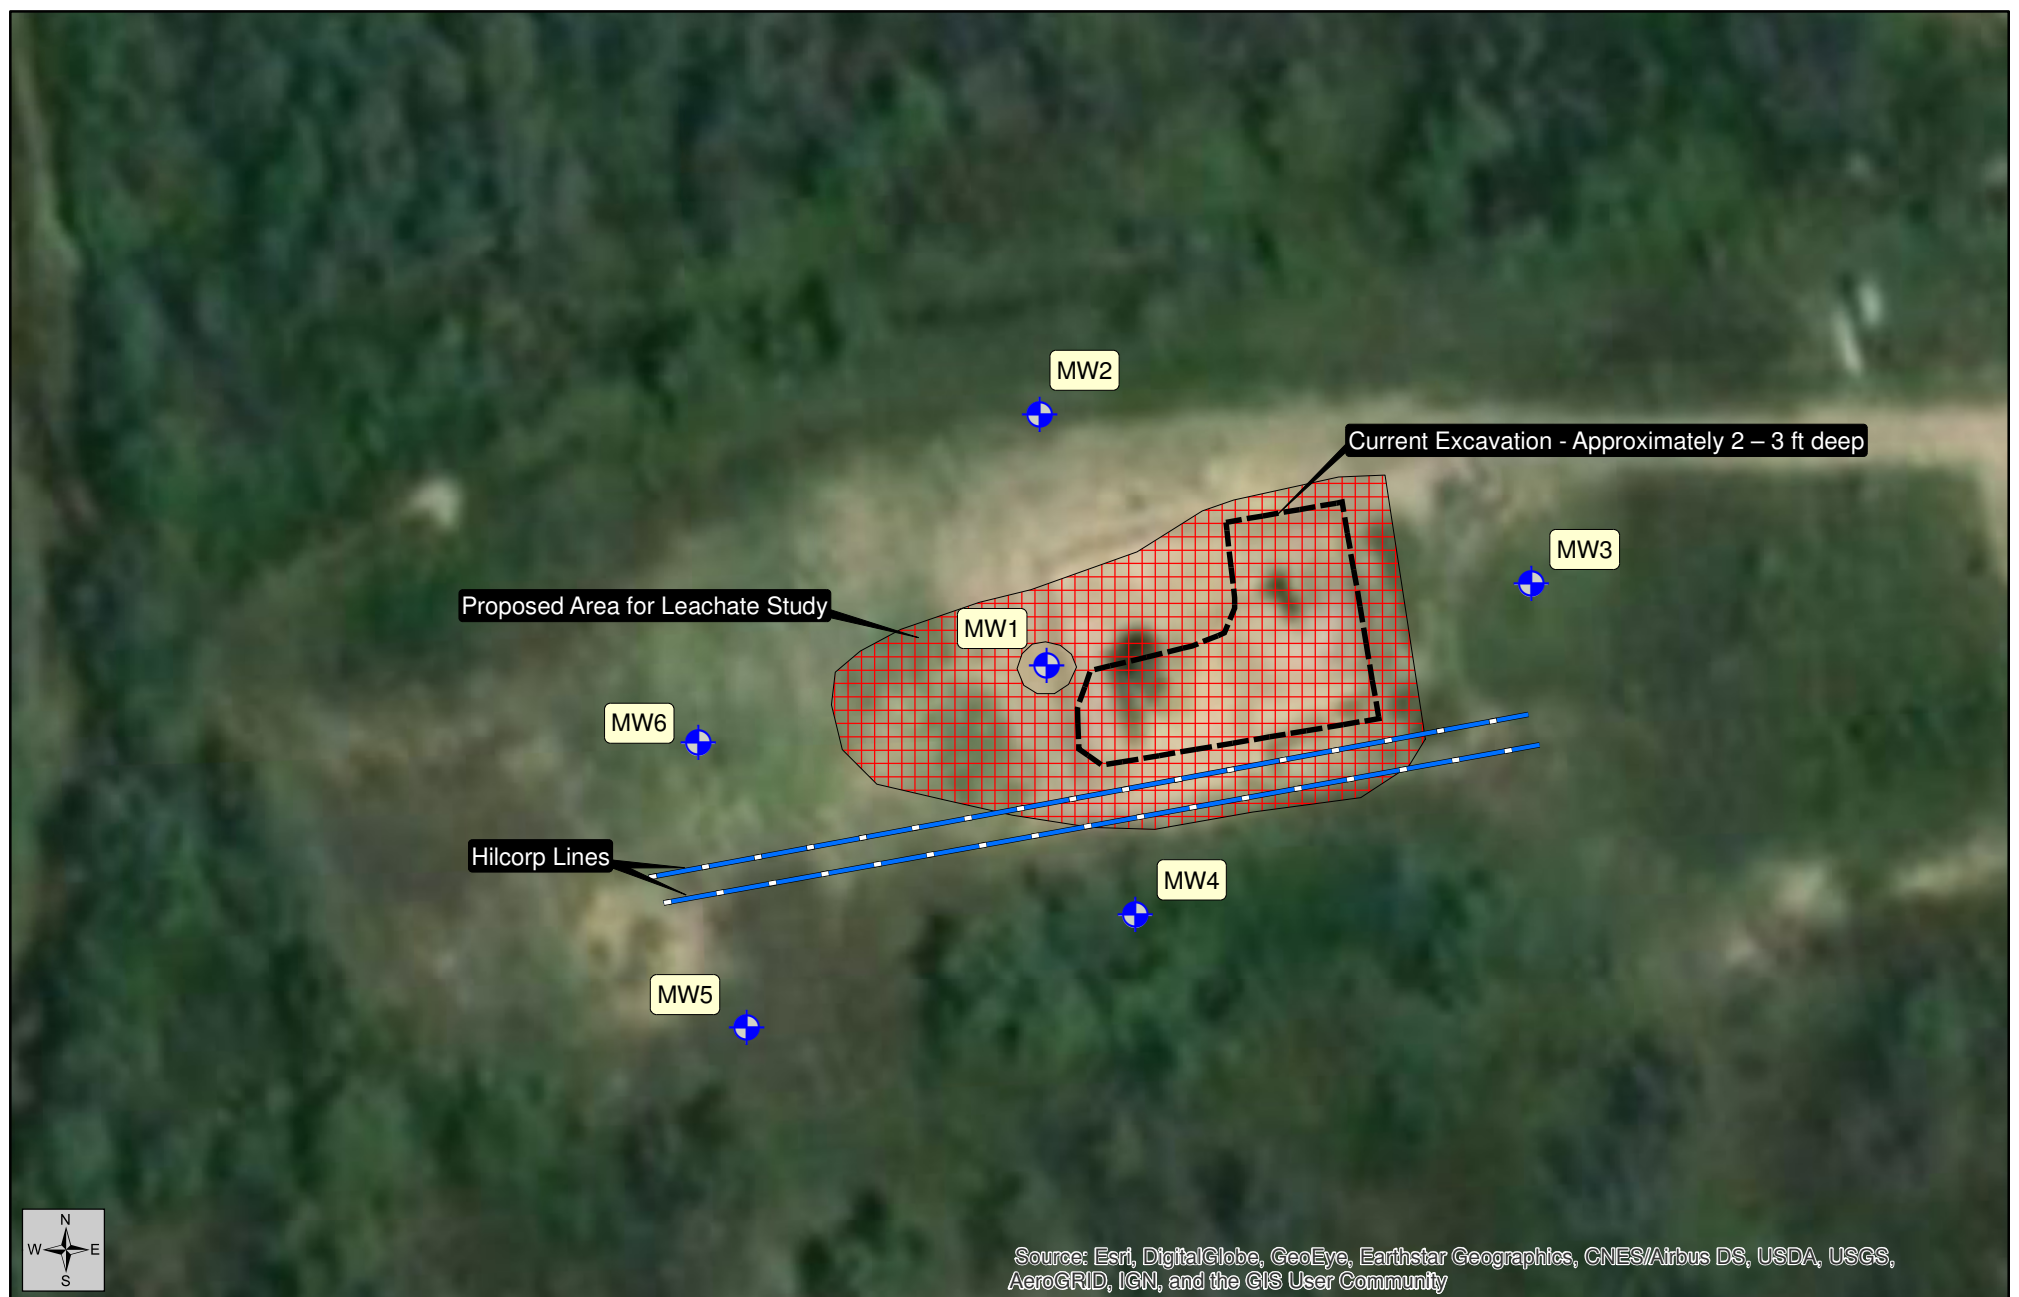 MW2
Current Excavation - Approximately 2 – 3 ft deep
MW3
Proposed Area for Leachate Study
MW1
MW6
Hilcorp Lines
MW4
MW5
N
W E
S
Source: Esri, DigitalGlobe, GeoEye, Earthstar Geographics, CNES/Airbus DS, USDA, USGS,
AeroGRID, IGN, and the GIS User Community